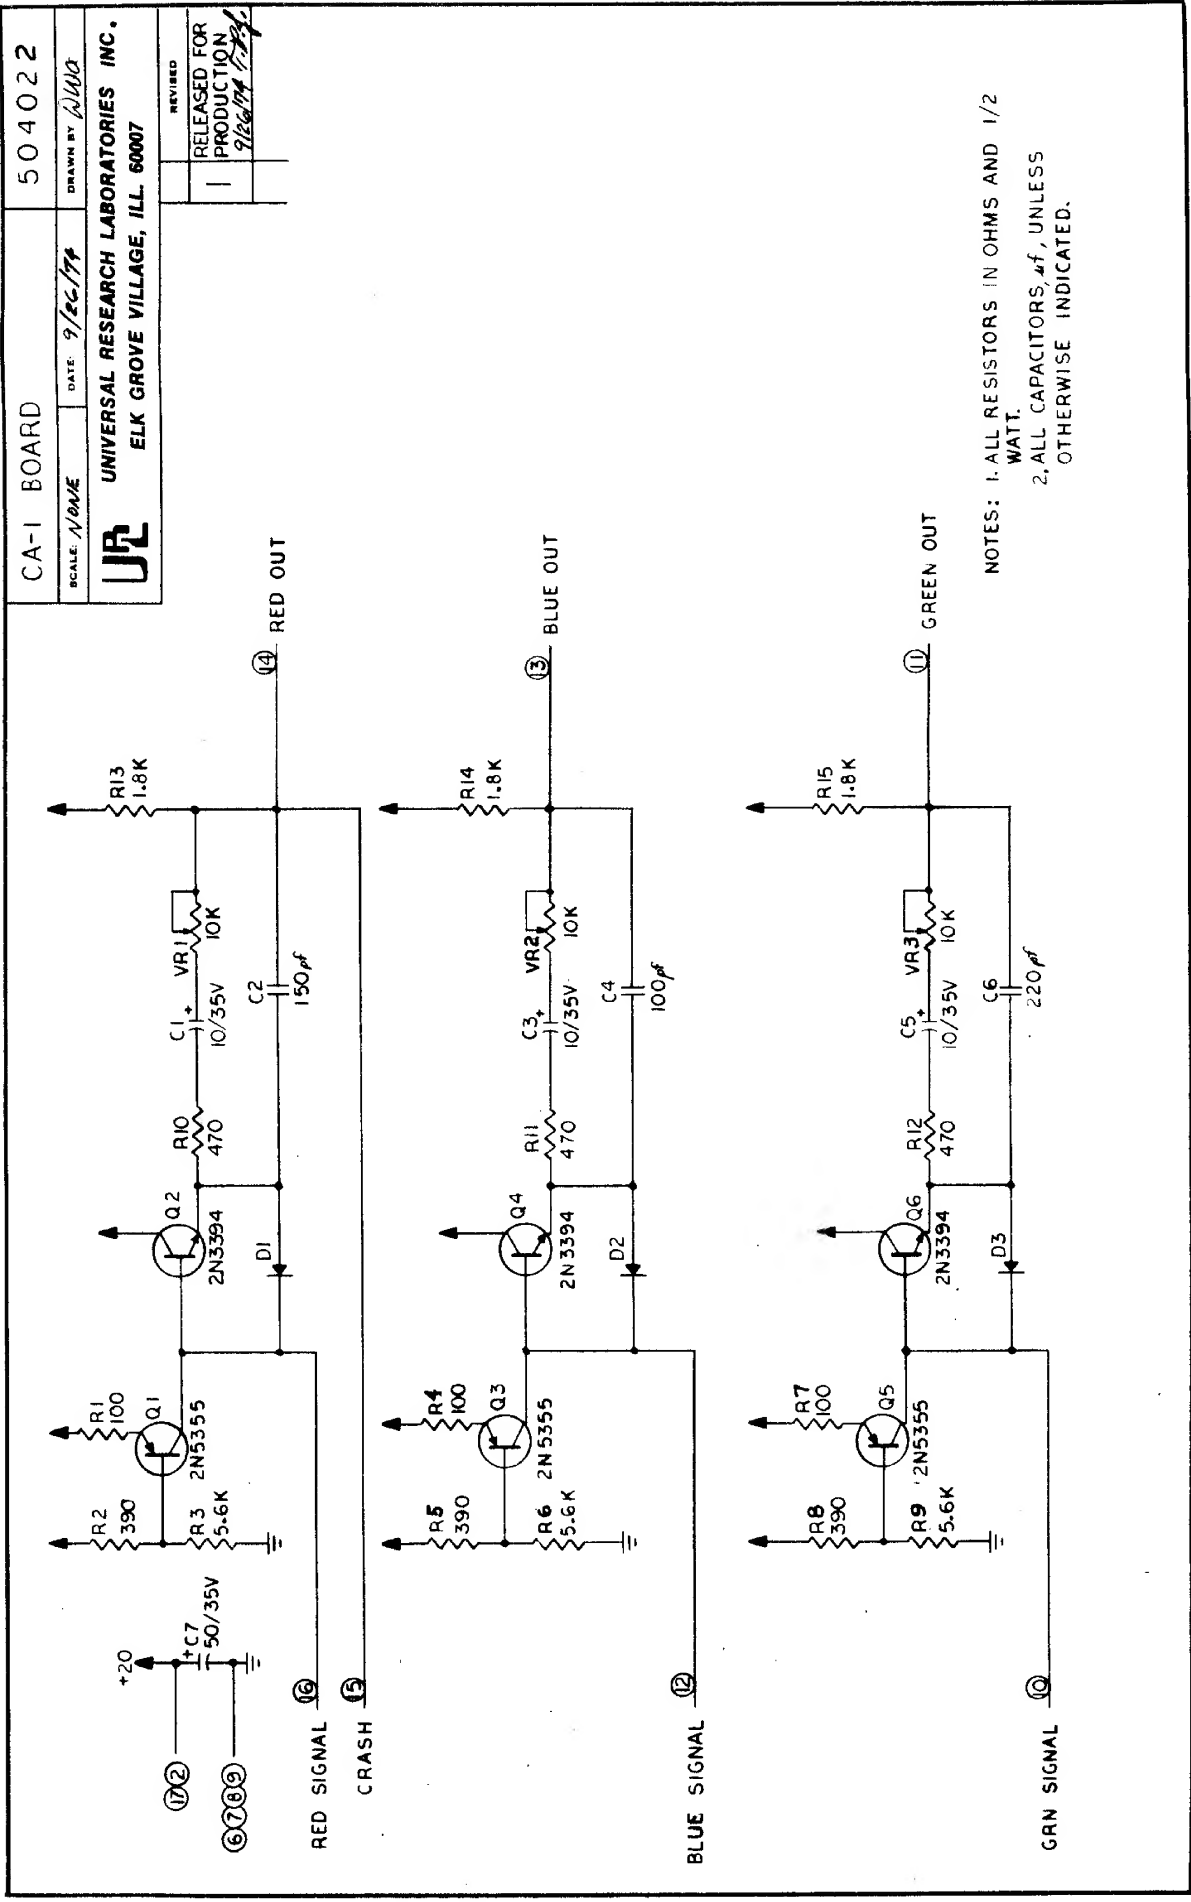 CA-1 BOARD
504022
SCALE: NONE
DATE: 9/26/74
DRAWN BY WWO
URL
UNIVERSAL RESEARCH LABORATORIES INC.
ELK GROVE VILLAGE, ILL. 60007
REVISED
1
RELEASED FOR
PRODUCTION
9/26/74
+20
+
C7
50/35V
17 2
6 7 8 9
R2
390
R3
5.6K
R1
100
Q1
2N5355
Q2
2N3394
D1
R10
470
C1
+
10/35V
VR1
10K
C2
150pf
R13
1.8K
14
RED OUT
16
RED SIGNAL
15
CRASH
R5
390
R6
5.6K
R4
100
Q3
2N5355
Q4
2N3394
D2
R11
470
C3
+
10/35V
VR2
10K
C4
100pf
R14
1.8K
13
BLUE OUT
12
BLUE SIGNAL
R8
390
R9
5.6K
R7
100
Q5
2N5355
Q6
2N3394
D3
R12
470
C5
+
10/35V
VR3
10K
C6
220pf
R15
1.8K
11
GREEN OUT
10
GRN SIGNAL
NOTES: 1. ALL RESISTORS IN OHMS AND 1/2
WATT.
2. ALL CAPACITORS, µf, UNLESS
OTHERWISE INDICATED.